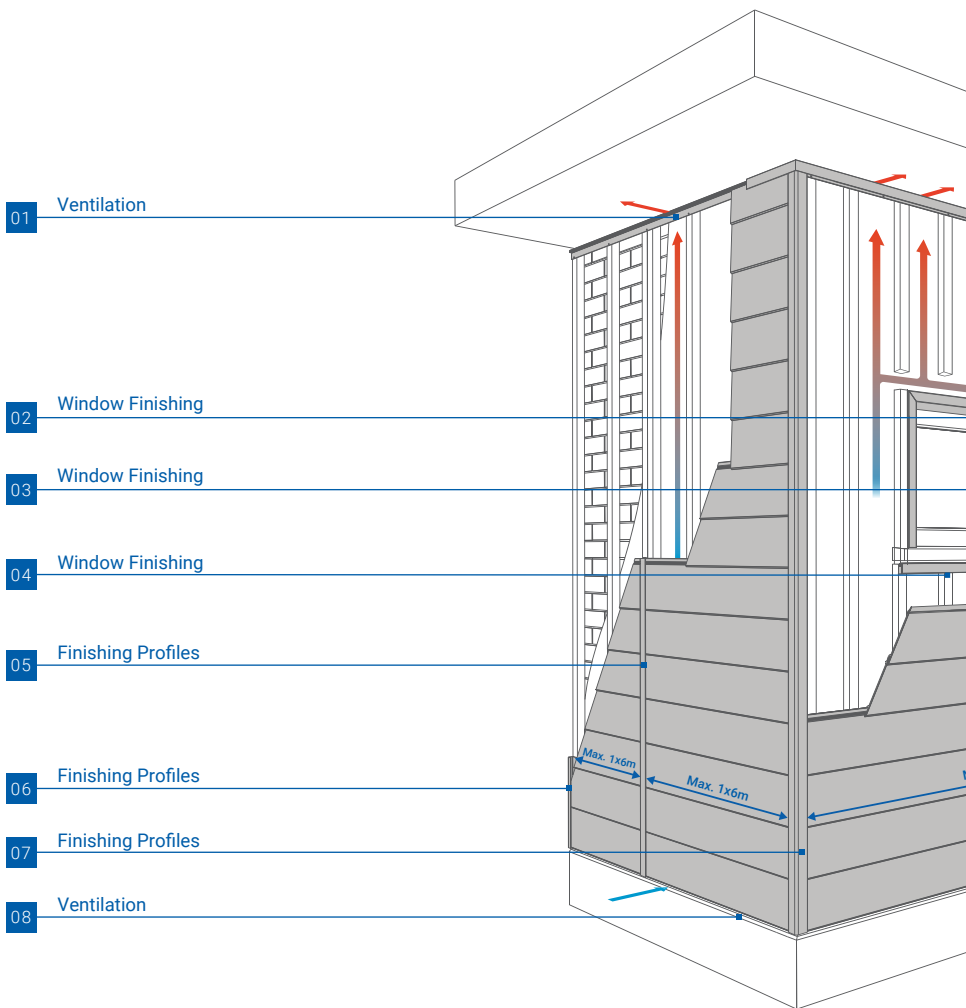 01 Ventilation
02 Window Finishing
03 Window Finishing
04 Window Finishing
05 Finishing Profiles
06 Finishing Profiles
Max. 1x6m
Max. 1x6m
07 Finishing Profiles
08 Ventilation